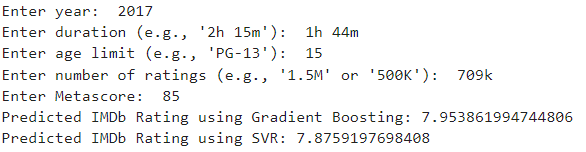 Enter year:  2017
Enter duration (e.g., '2h 15m'):  1h 44m
Enter age limit (e.g., 'PG-13'):  15
Enter number of ratings (e.g., '1.5M' or '500K'):  709k
Enter Metascore:  85
Predicted IMDb Rating using Gradient Boosting: 7.953861994744806
Predicted IMDb Rating using SVR: 7.8759197698408